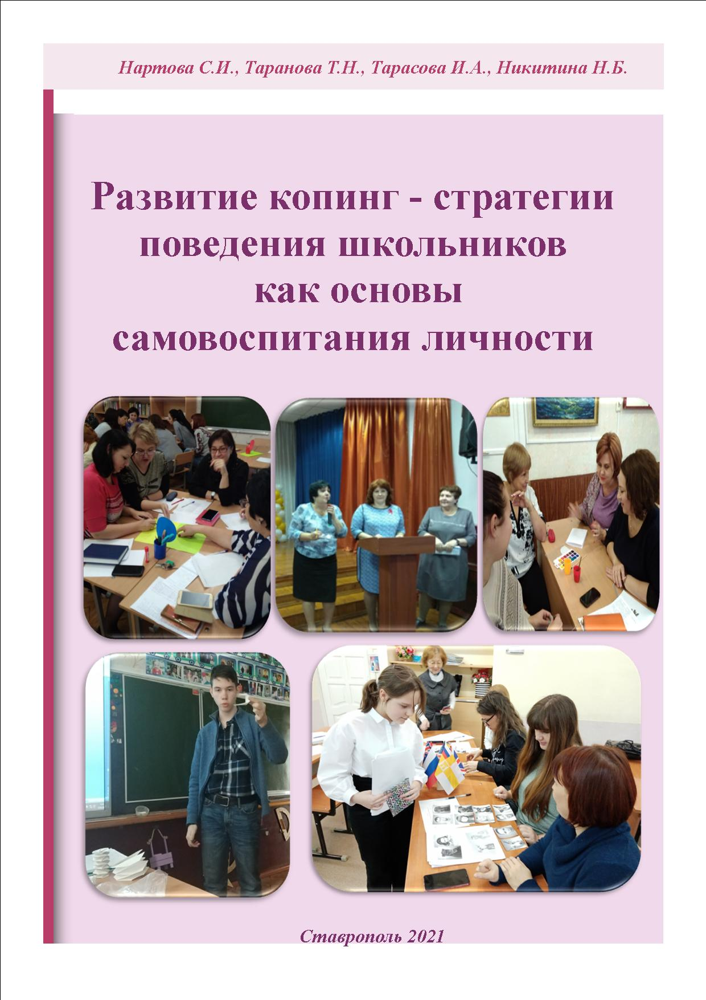 Нартова С.И., Таранова Т.Н., Тарасова И.А., Никитина Н.Б.
Развитие копинг - стратегии
поведения школьников
как основы
самовоспитания личности
Ставрополь 2021